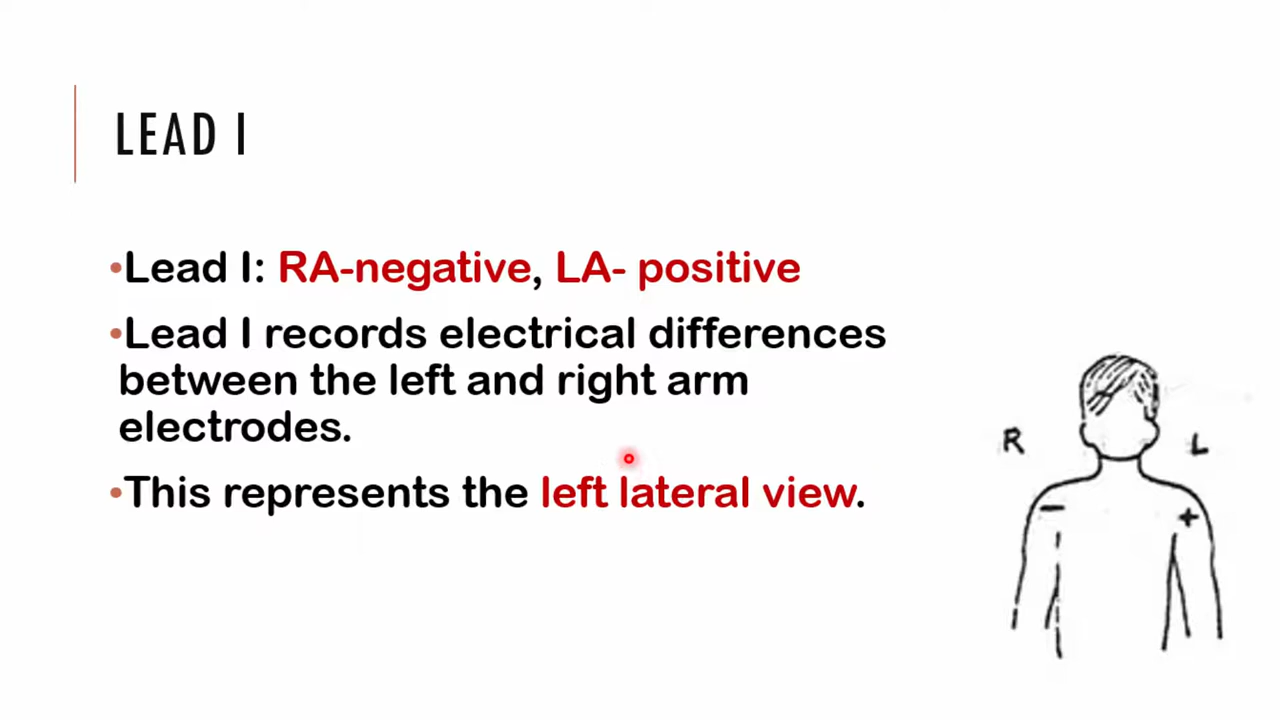 LEAD I
•Lead I: RA-negative, LA- positive
•Lead I records electrical differences
between the left and right arm
electrodes.
•This represents the left lateral view.
R L
− +